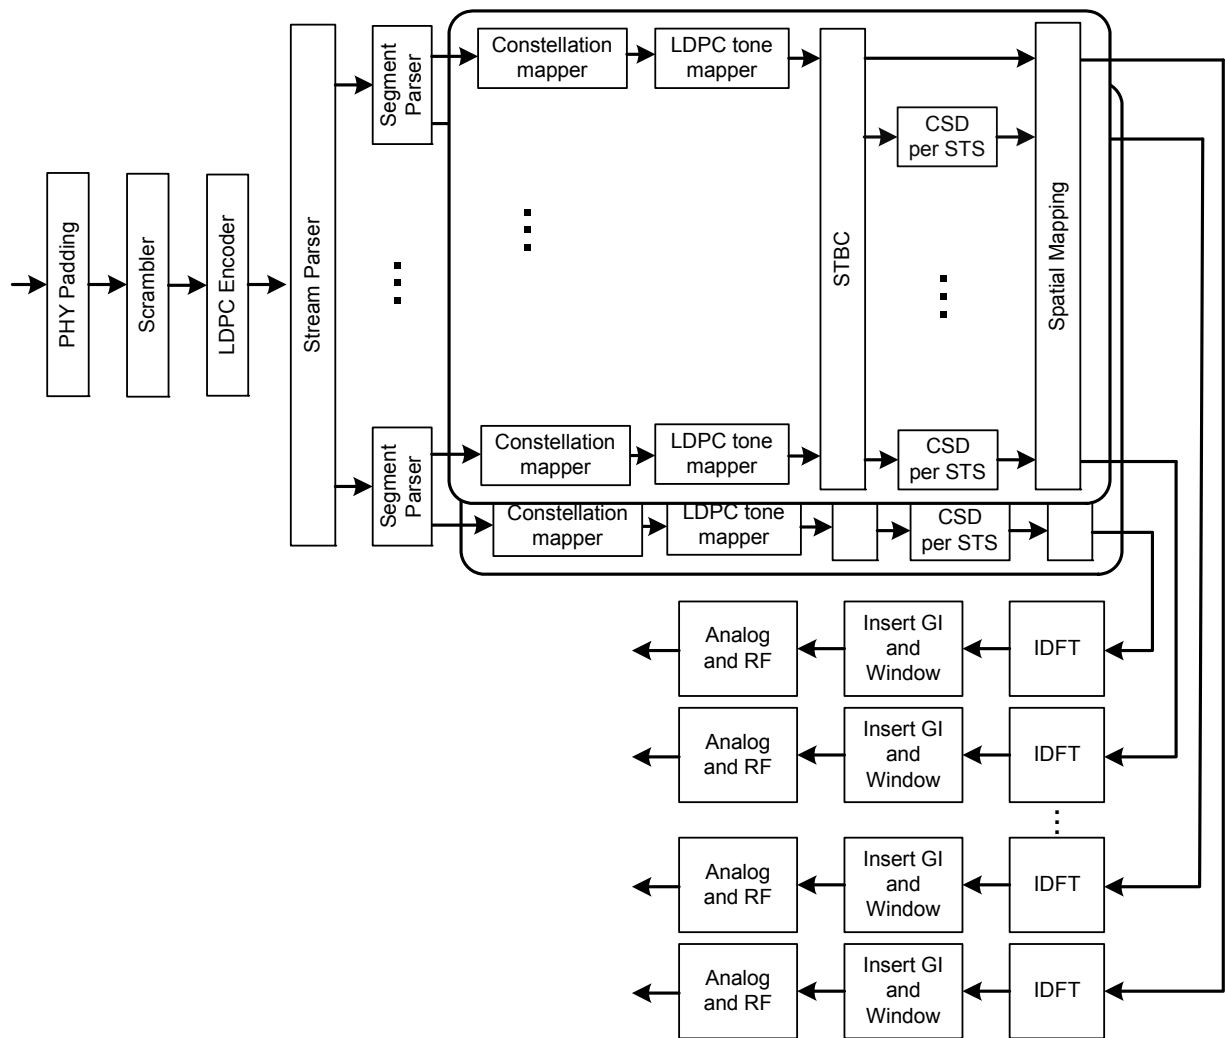 PHY Padding
Scrambler
LDPC Encoder
Stream Parser
Segment
Parser
Constellation
mapper
LDPC tone
mapper
STBC
CSD
per STS
Spatial Mapping
Segment
Parser
Constellation
mapper
LDPC tone
mapper
CSD
per STS
Constellation
mapper
LDPC tone
mapper
CSD
per STS
Analog
and RF
Insert GI
and
Window
IDFT
Analog
and RF
Insert GI
and
Window
IDFT
Analog
and RF
Insert GI
and
Window
IDFT
Analog
and RF
Insert GI
and
Window
IDFT